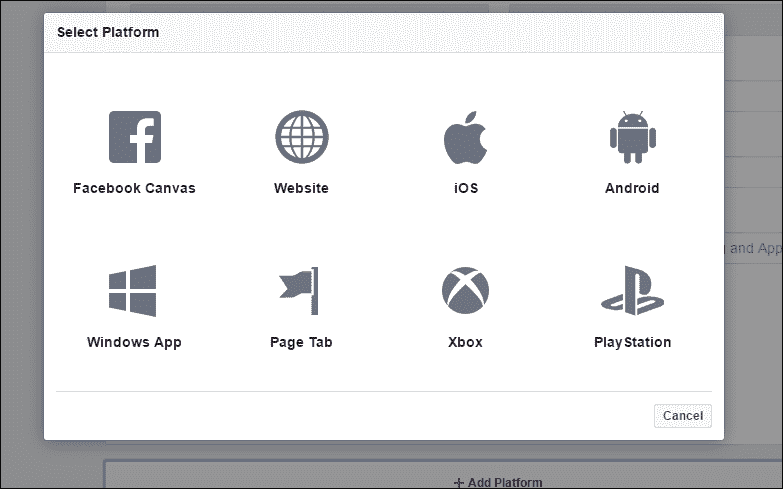 Select Platform
Facebook Canvas Website iOS Android
and App
Windows App Page Tab Xbox PlayStation
Cancel
+ Add Platform